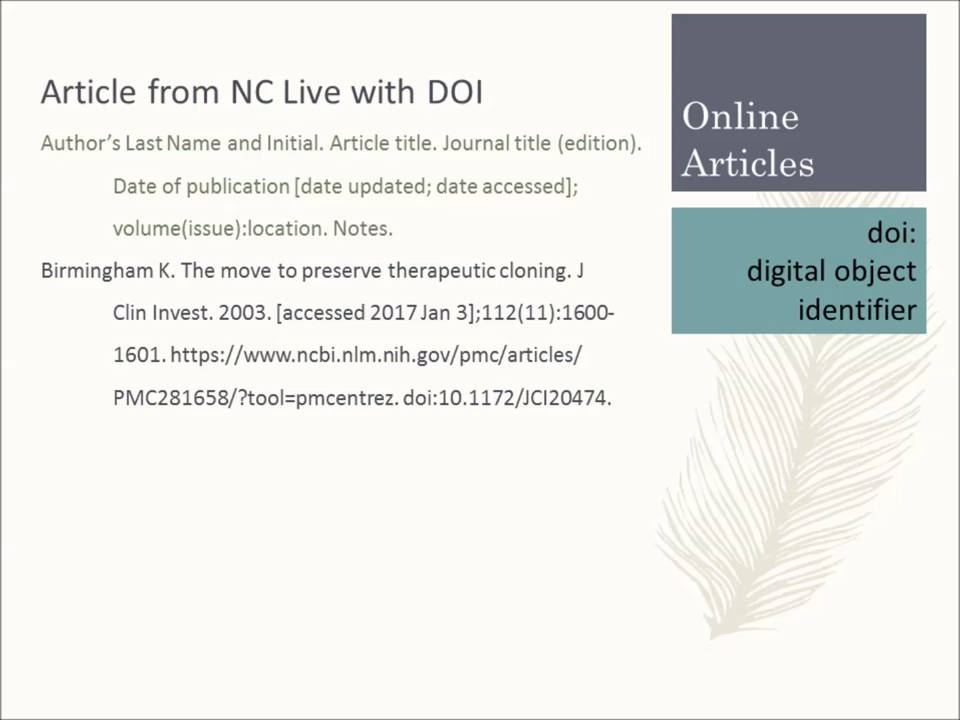 Article from NC Live with DOI
Author’s Last Name and Initial. Article title. Journal title (edition).
Date of publication [date updated; date accessed];
volume(issue):location. Notes.
Birmingham K. The move to preserve therapeutic cloning. J
Clin Invest. 2003. [accessed 2017 Jan 3];112(11):1600-
1601. https://www.ncbi.nlm.nih.gov/pmc/articles/
PMC281658/?tool=pmcentrez. doi:10.1172/JCI20474.
Online
Articles
doi:
digital object
identifier